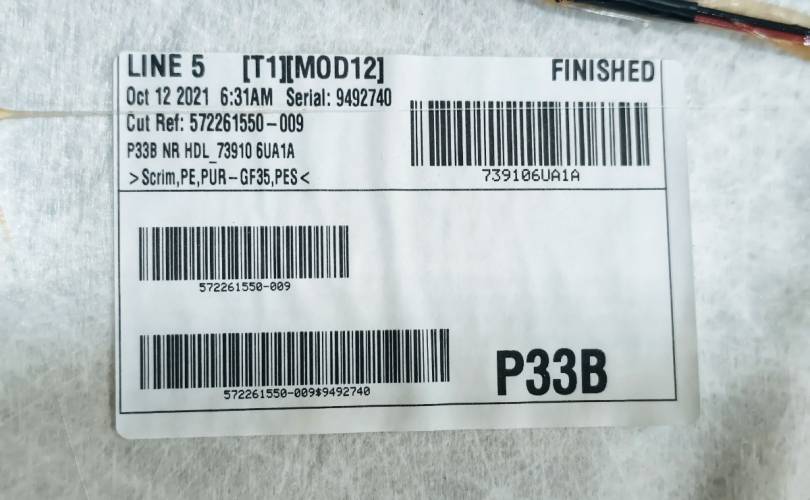 LINE 5 [T1][MOD12] FINISHED
Oct 12 2021 6:31AM Serial: 9492740
Cut Ref: 572261550-009
P33B NR HDL_73910 6UA1A
>Scrim,PE,PUR-GF35,PES<
739106UA1A
572261550-009
572261550-009$9492740
P33B